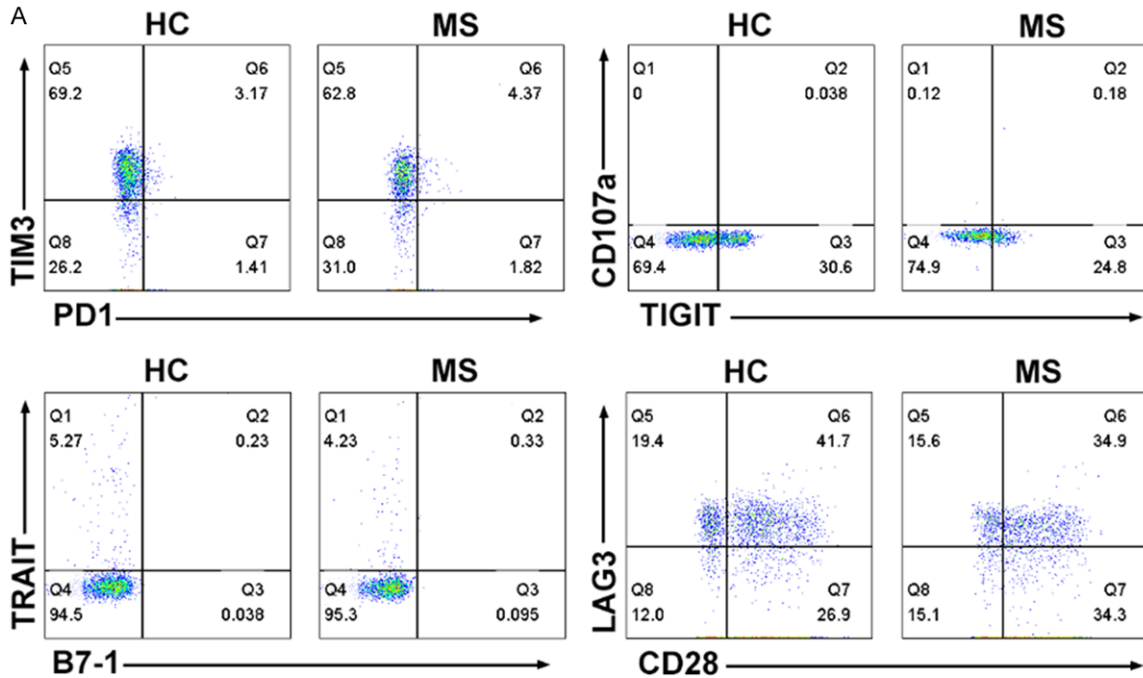 A
HC
MS
TIM3
Q5
69.2
Q6
3.17
Q8
26.2
Q7
1.41
Q5
62.8
Q6
4.37
Q8
31.0
Q7
1.82
PD1
HC
MS
CD107a
Q1
0
Q2
0.038
Q4
69.4
Q3
30.6
Q1
0.12
Q2
0.18
Q4
74.9
Q3
24.8
TIGIT
HC
MS
TRAIT
Q1
5.27
Q2
0.23
Q4
94.5
Q3
0.038
Q1
4.23
Q2
0.33
Q4
95.3
Q3
0.095
B7-1
HC
MS
LAG3
Q5
19.4
Q6
41.7
Q8
12.0
Q7
26.9
Q5
15.6
Q6
34.9
Q8
15.1
Q7
34.3
CD28